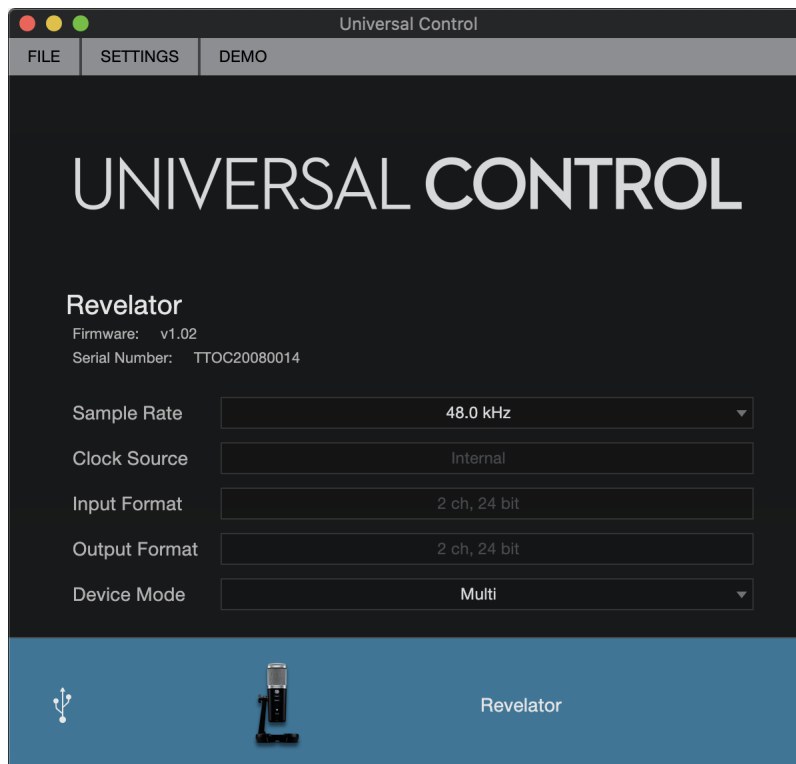 Universal Control
FILE SETTINGS DEMO
UNIVERSAL CONTROL
Revelator
Firmware: v1.02
Serial Number: TTOC20080014
Sample Rate 48.0 kHz
Clock Source Internal
Input Format 2 ch, 24 bit
Output Format 2 ch, 24 bit
Device Mode Multi
Revelator